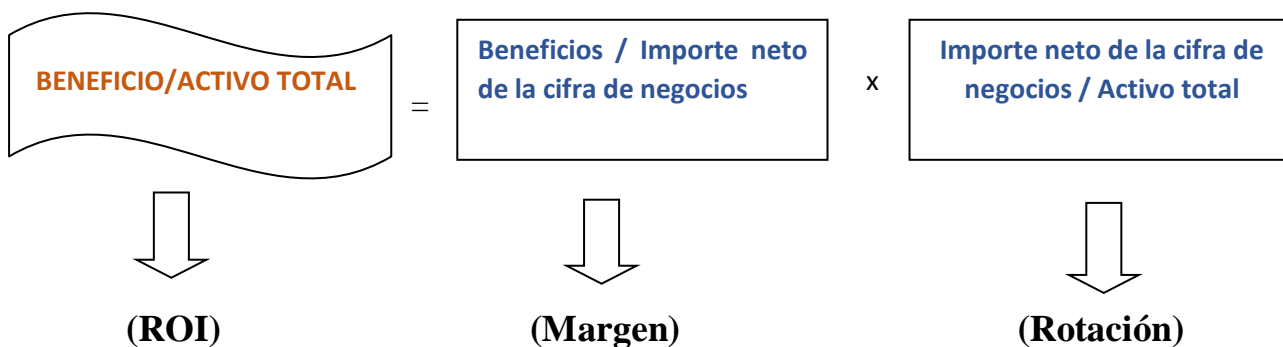 BENEFICIO/ACTIVO TOTAL
=
Beneficios / Importe neto
de la cifra de negocios
x
Importe neto de la cifra de
negocios / Activo total
(ROI)
(Margen)
(Rotación)